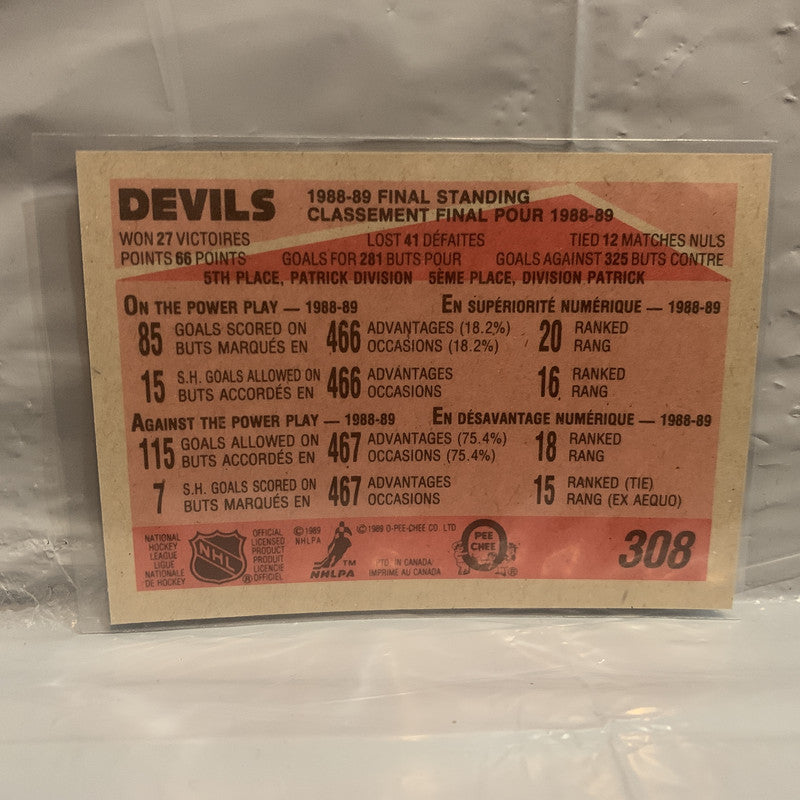 DEVILS
1988-89 FINAL STANDING
CLASSEMENT FINAL POUR 1988-89
WON 27 VICTOIRES LOST 41 DÉFAITES TIED 12 MATCHES NULS
POINTS 66 POINTS GOALS FOR 281 BUTS POUR GOALS AGAINST 325 BUTS CONTRE
5TH PLACE, PATRICK DIVISION 5ÈME PLACE, DIVISION PATRICK
ON THE POWER PLAY — 1988-89 EN SUPÉRIORITÉ NUMÉRIQUE — 1988-89
85 GOALS SCORED ON 466 ADVANTAGES (18.2%) 20 RANKED
BUTS MARQUÉS EN OCCASIONS (18.2%) RANG
15 S.H. GOALS ALLOWED ON 466 ADVANTAGES 16 RANKED
BUTS ACCORDÉS EN OCCASIONS RANG
AGAINST THE POWER PLAY — 1988-89 EN DÉSAVANTAGE NUMÉRIQUE — 1988-89
115 GOALS ALLOWED ON 467 ADVANTAGES (75.4%) 18 RANKED
BUTS ACCORDÉS EN OCCASIONS (75.4%) RANG
7 S.H. GOALS SCORED ON 467 ADVANTAGES 15 RANKED (TIE)
BUTS MARQUÉS EN OCCASIONS RANG (EX AEQUO)
NATIONAL
HOCKEY
LEAGUE
LIGUE
NATIONALE
DE HOCKEY
NHL
®
OFFICIAL
LICENSED
PRODUCT
PRODUIT
LICENCIE
OFFICIEL
© 1989
NHLPA
TM
NHLPA
© 1989 O-PEE-CHEE CO. LTD
PTD. IN CANADA
IMPRIME AU CANADA
O
PEE
CHEE
®
308